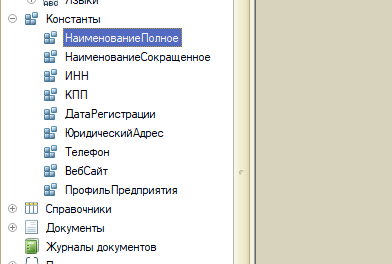 Языки
Константы
НаименованиеПолное
НаименованиеСокращенное
ИНН
КПП
ДатаРегистрации
ЮридическийАдрес
Телефон
ВебСайт
ПрофильПредприятия
Справочники
Документы
Журналы документов